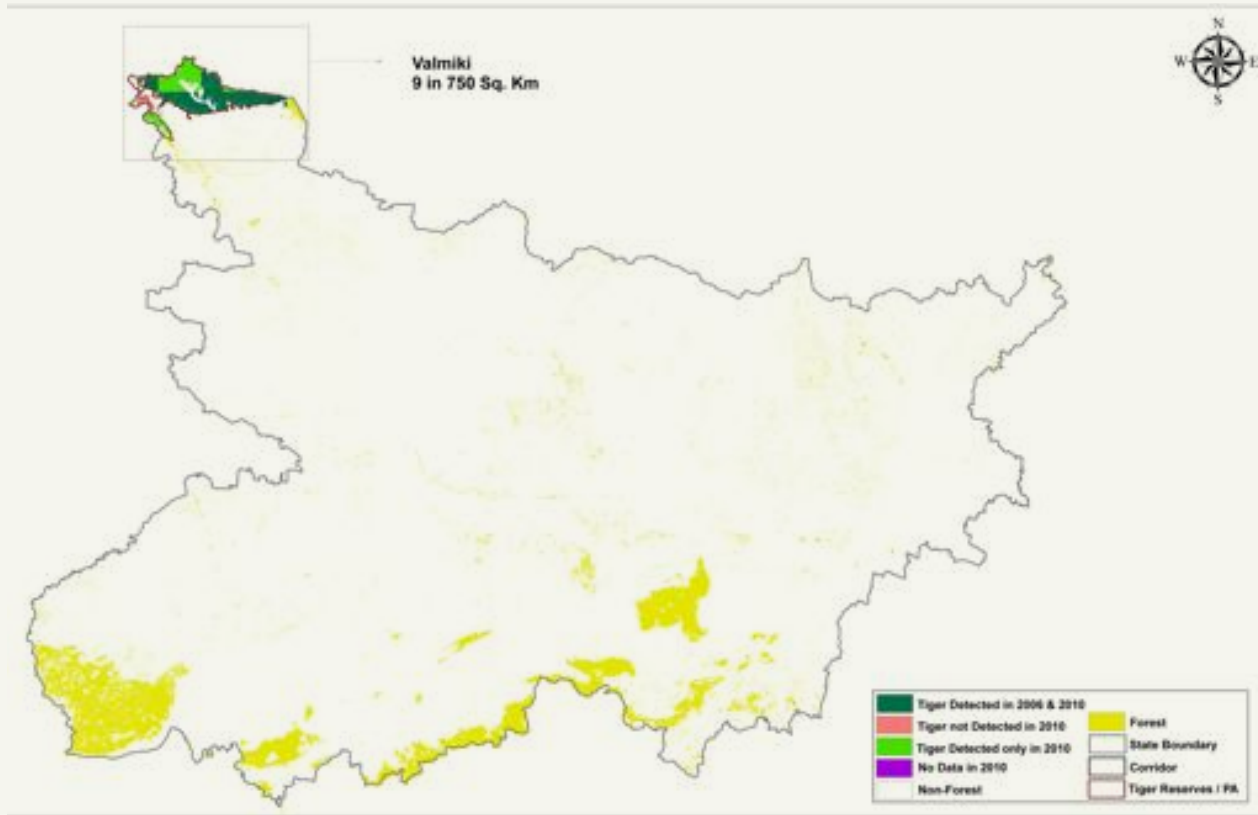 Valmiki
9 in 750 Sq. Km
N
W E
S
Tiger Detected in 2006 & 2010
Tiger not Detected in 2010
Tiger Detected only in 2010
No Data in 2010
Non-Forest
Forest
State Boundary
Corridor
Tiger Reserves / PA